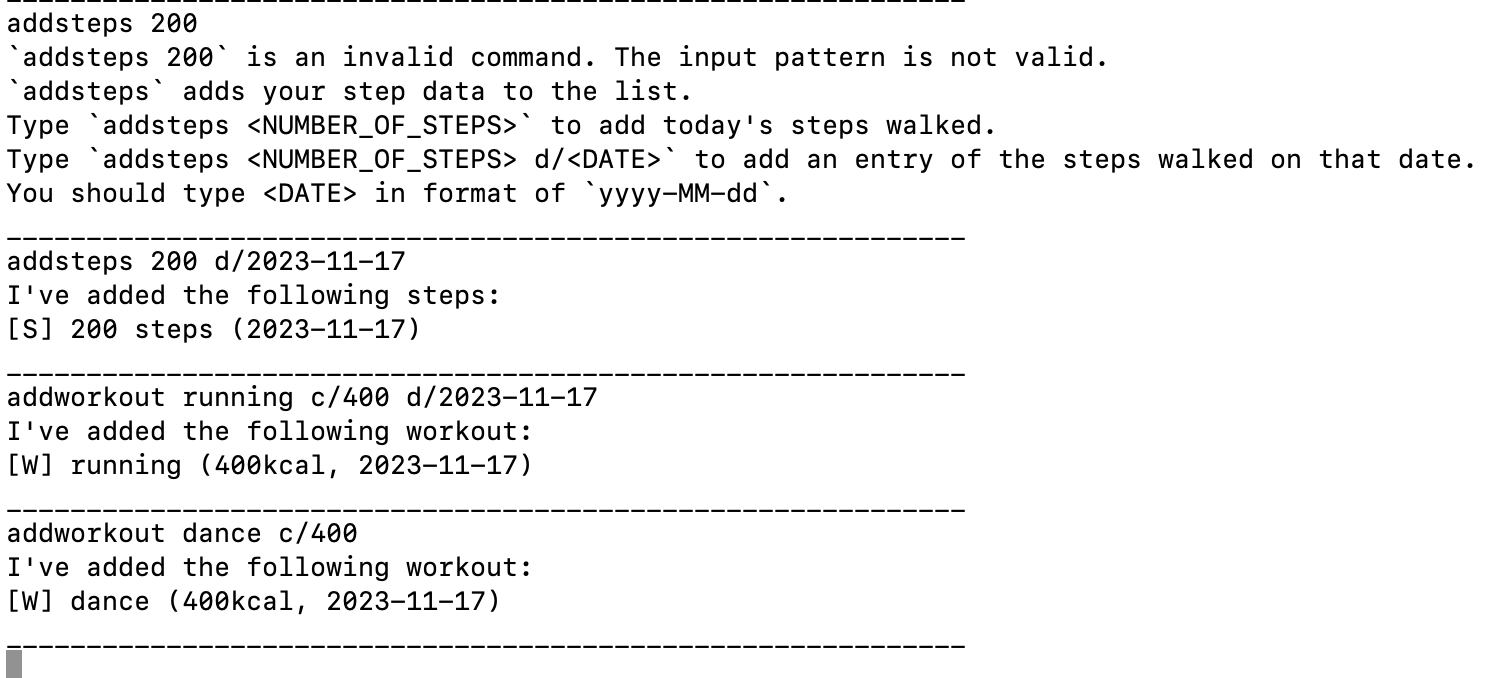 addsteps 200
`addsteps 200` is an invalid command. The input pattern is not valid.
`addsteps` adds your step data to the list.
Type `addsteps <NUMBER_OF_STEPS>` to add today's steps walked.
Type `addsteps <NUMBER_OF_STEPS> d/<DATE>` to add an entry of the steps walked on that date.
You should type <DATE> in format of `yyyy-MM-dd`.
____________________________________________________________
addsteps 200 d/2023-11-17
I've added the following steps:
[S] 200 steps (2023-11-17)
____________________________________________________________
addworkout running c/400 d/2023-11-17
I've added the following workout:
[W] running (400kcal, 2023-11-17)
____________________________________________________________
addworkout dance c/400
I've added the following workout:
[W] dance (400kcal, 2023-11-17)
____________________________________________________________